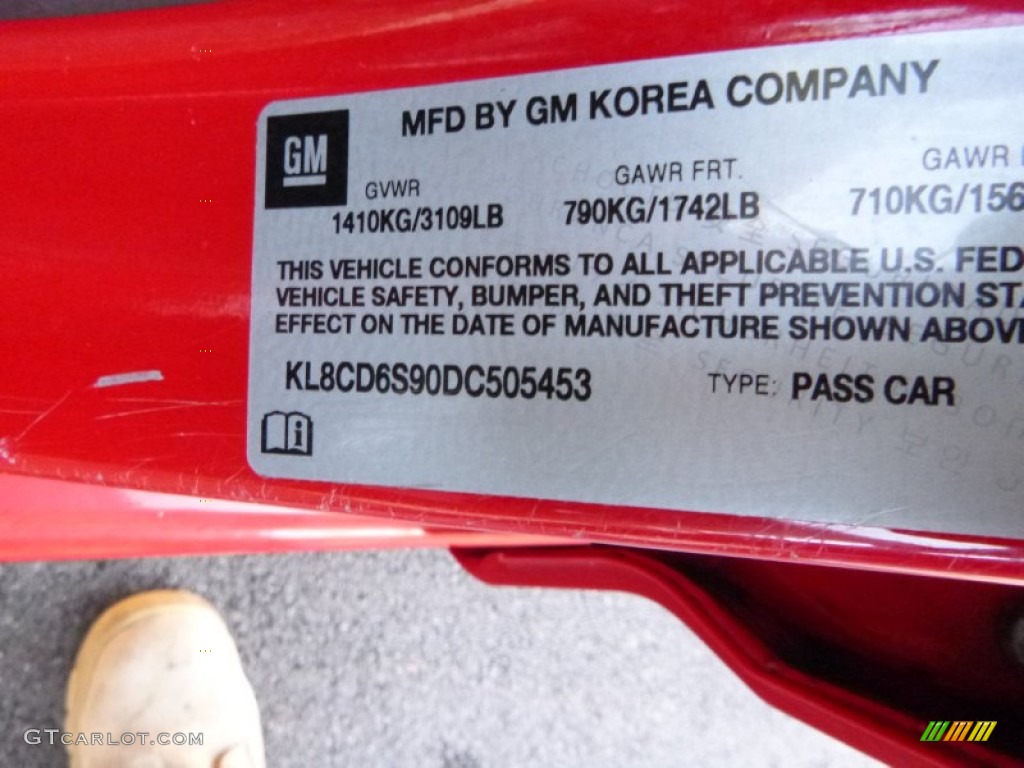 MFD BY GM KOREA COMPANY
GM
GVWR GAWR FRT. GAWR
1410KG/3109LB 790KG/1742LB 710KG/156
THIS VEHICLE CONFORMS TO ALL APPLICABLE U.S. FED
VEHICLE SAFETY, BUMPER, AND THEFT PREVENTION STA
EFFECT ON THE DATE OF MANUFACTURE SHOWN ABOVE
KL8CD6S90DC505453 TYPE: PASS CAR
GTCARLOT.COM